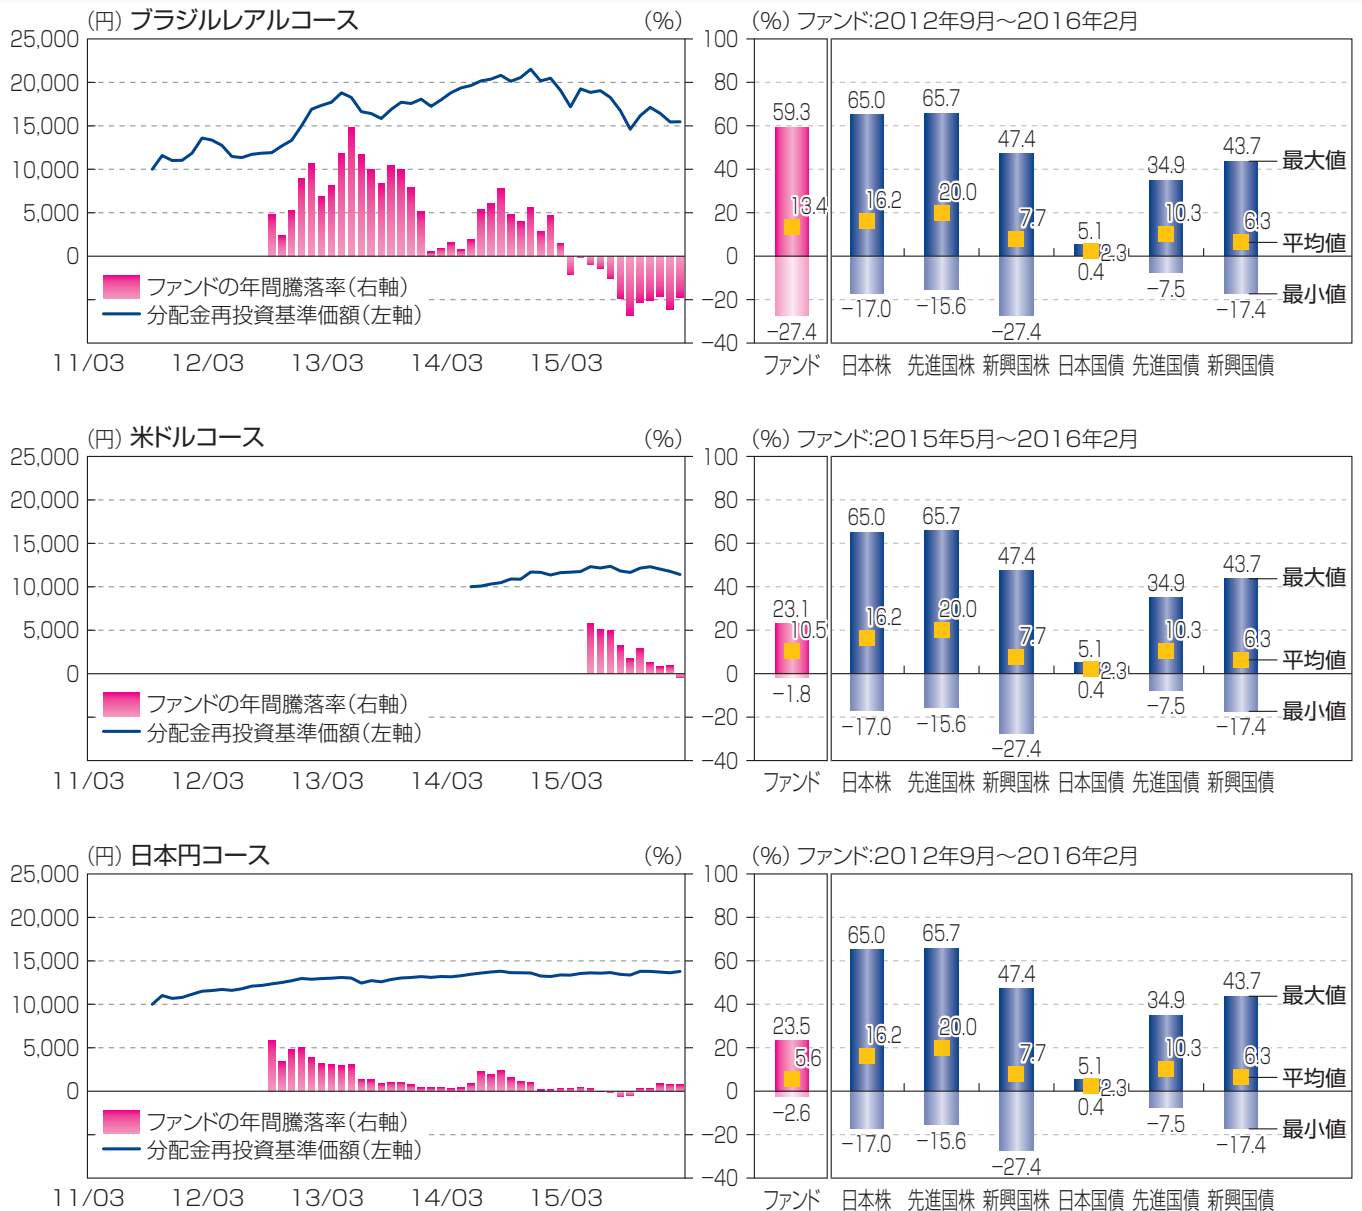 (円) ブラジルレアルコース (%)
25,000
20,000
15,000
10,000
5,000
0
ファンドの年間騰落率(右軸)
分配金再投資基準価額(左軸)
11/03 12/03 13/03 14/03 15/03
(%) ファンド:2012年9月～2016年2月
100
80
60
40
20
0
−20
−40
59.3 65.0 65.7 47.4 5.1 34.9 43.7
13.4 16.2 20.0 7.7 2.3 10.3 6.3
−27.4 −17.0 −15.6 −27.4 0.4 −7.5 −17.4
最大値
平均値
最小値
ファンド 日本株 先進国株 新興国株 日本国債 先進国債 新興国債
(円) 米ドルコース (%)
25,000
20,000
15,000
10,000
5,000
0
ファンドの年間騰落率(右軸)
分配金再投資基準価額(左軸)
11/03 12/03 13/03 14/03 15/03
(%) ファンド:2015年5月～2016年2月
100
80
60
40
20
0
−20
−40
23.1 65.0 65.7 47.4 5.1 34.9 43.7
10.5 16.2 20.0 7.7 2.3 10.3 6.3
−1.8 −17.0 −15.6 −27.4 0.4 −7.5 −17.4
最大値
平均値
最小値
ファンド 日本株 先進国株 新興国株 日本国債 先進国債 新興国債
(円) 日本円コース (%)
25,000
20,000
15,000
10,000
5,000
0
ファンドの年間騰落率(右軸)
分配金再投資基準価額(左軸)
11/03 12/03 13/03 14/03 15/03
(%) ファンド:2012年9月～2016年2月
100
80
60
40
20
0
−20
−40
23.5 65.0 65.7 47.4 5.1 34.9 43.7
5.6 16.2 20.0 7.7 2.3 10.3 6.3
−2.6 −17.0 −15.6 −27.4 0.4 −7.5 −17.4
最大値
平均値
最小値
ファンド 日本株 先進国株 新興国株 日本国債 先進国債 新興国債